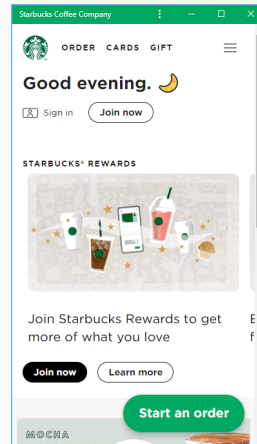 Starbucks Coffee Company
ORDER CARDS GIFT
Good evening.
Sign in Join now
STARBUCKS® REWARDS
Join Starbucks Rewards to get
more of what you love
E
f
Join now Learn more
Start an order
MOCHA